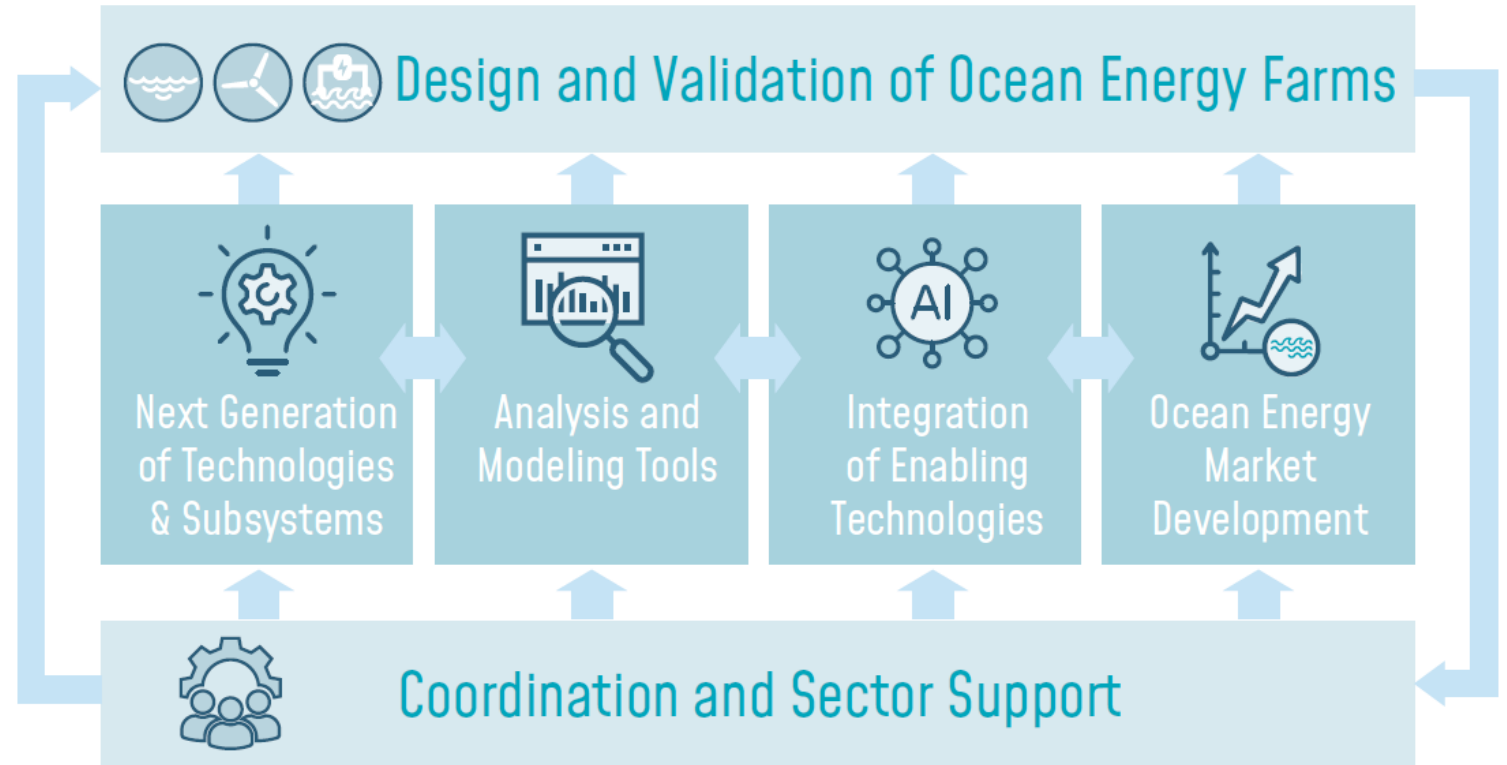 Design and Validation of Ocean Energy Farms
Next Generation
of Technologies
& Subsystems
Analysis and
Modeling Tools
AI
Integration
of Enabling
Technologies
Ocean Energy
Market
Development
Coordination and Sector Support